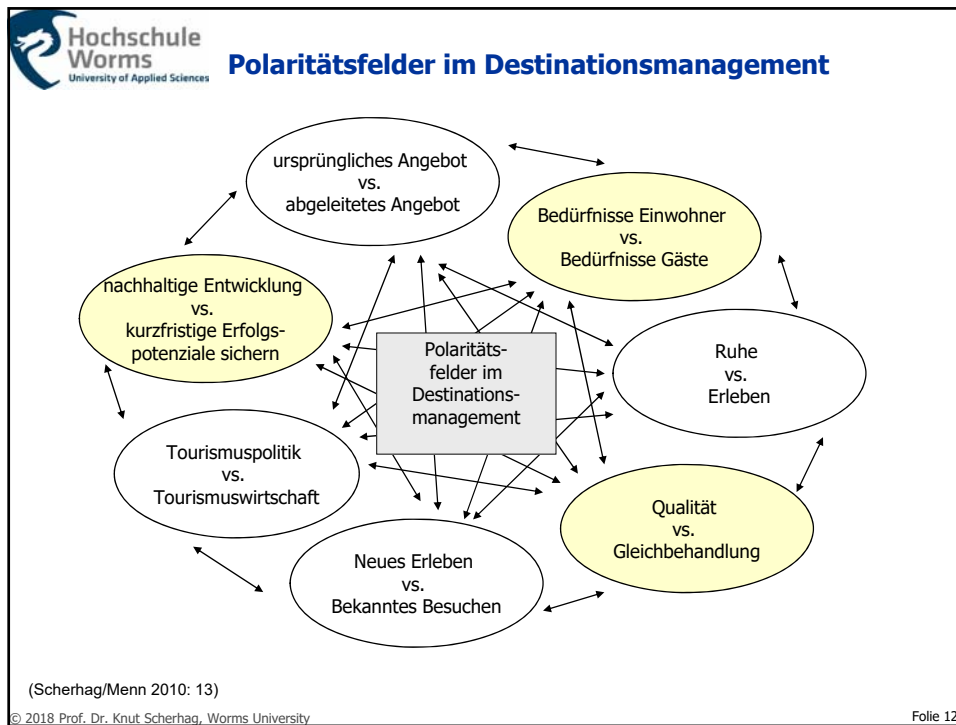 Hochschule
Worms
University of Applied Sciences
Polaritätsfelder im Destinationsmanagement
ursprüngliches Angebot
vs.
abgeleitetes Angebot
Bedürfnisse Einwohner
vs.
Bedürfnisse Gäste
nachhaltige Entwicklung
vs.
kurzfristige Erfolgs-
potenziale sichern
Polaritäts-
felder im
Destinations-
management
Ruhe
vs.
Erleben
Tourismuspolitik
vs.
Tourismuswirtschaft
Qualität
vs.
Gleichbehandlung
Neues Erleben
vs.
Bekanntes Besuchen
(Scherhag/Menn 2010: 13)
© 2018 Prof. Dr. Knut Scherhag, Worms University
Folie 12